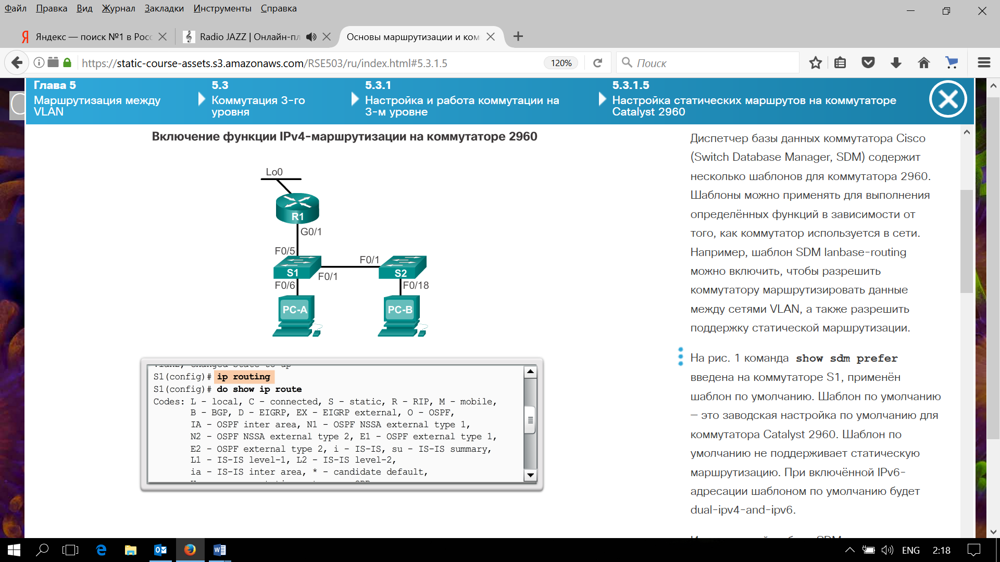 Файл Правка Вид Журнал Закладки Инструменты Справка
Яндекс — поиск №1 в Росс
Radio JAZZ | Онлайн-пл
Основы маршрутизации и ком
https://static-course-assets.s3.amazonaws.com/RSE503/ru/index.html#5.3.1.5
120%
Поиск
Глава 5
Маршрутизация между
VLAN
5.3
Коммутация 3-го
уровня
5.3.1
Настройка и работа коммутации на
3-м уровне
5.3.1.5
Настройка статических маршрутов на коммутаторе
Catalyst 2960
Включение функции IPv4-маршрутизации на коммутаторе 2960
Lo0
R1
G0/1
F0/5
F0/1
S1
S2
F0/1
F0/6
F0/18
PC-A
PC-B
S1(config)# ip routing
S1(config)# do show ip route
Codes: L - local, C - connected, S - static, R - RIP, M - mobile,
B - BGP, D - EIGRP, EX - EIGRP external, O - OSPF,
IA - OSPF inter area, N1 - OSPF NSSA external type 1,
N2 - OSPF NSSA external type 2, E1 - OSPF external type 1,
E2 - OSPF external type 2, i - IS-IS, su - IS-IS summary,
L1 - IS-IS level-1, L2 - IS-IS level-2,
ia - IS-IS inter area, * - candidate default,
Диспетчер базы данных коммутатора Cisco
(Switch Database Manager, SDM) содержит
несколько шаблонов для коммутатора 2960.
Шаблоны можно применять для выполнения
определённых функций в зависимости от
того, как коммутатор используется в сети.
Например, шаблон SDM lanbase-routing
можно включить, чтобы разрешить
коммутатору маршрутизировать данные
между сетями VLAN, а также разрешить
поддержку статической маршрутизации.
На рис. 1 команда show sdm prefer
введена на коммутаторе S1, применён
шаблон по умолчанию. Шаблон по умолчанию
– это заводская настройка по умолчанию для
коммутатора Catalyst 2960. Шаблон по
умолчанию не поддерживает статическую
маршрутизацию. При включённой IPv6-
адресации шаблоном по умолчанию будет
dual-ipv4-and-ipv6.
ENG
2:18